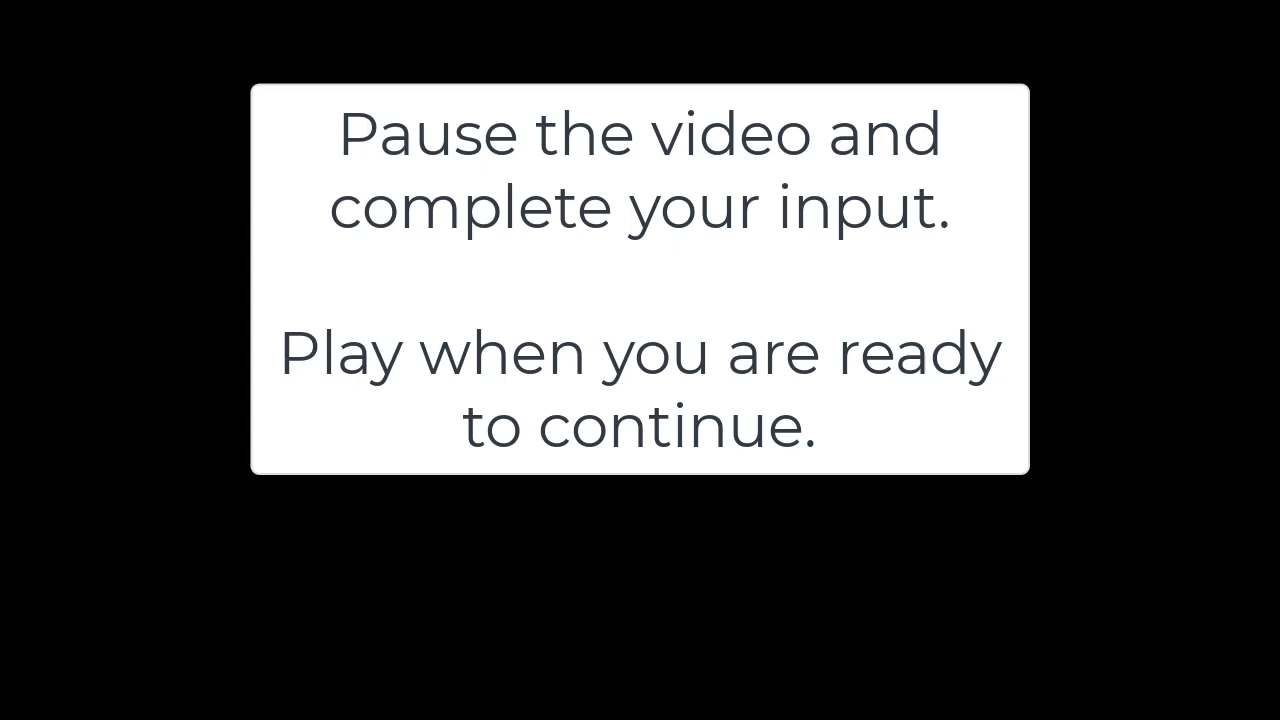 Pause the video and
complete your input.
Play when you are ready
to continue.